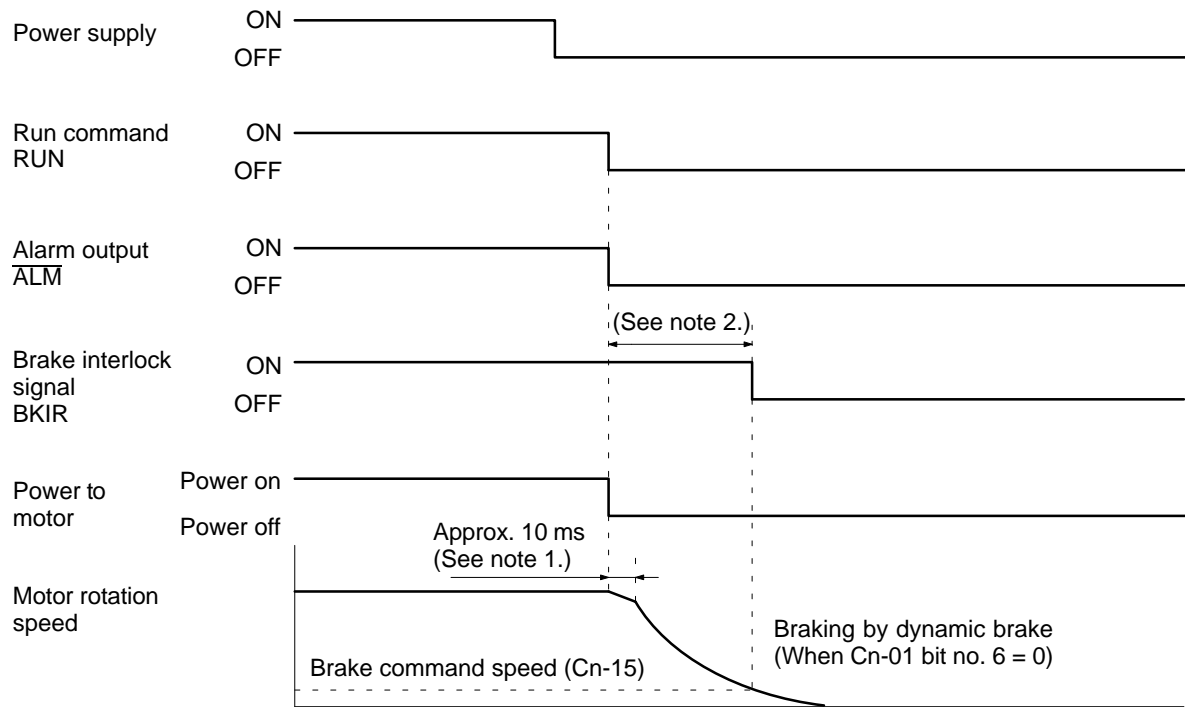 Power supply
ON
OFF
Run command
RUN
ON
OFF
Alarm output
ALM
ON
OFF
(See note 2.)
Brake interlock
signal
BKIR
ON
OFF
Power to
motor
Power on
Power off
Approx. 10 ms
(See note 1.)
Motor rotation
speed
Braking by dynamic brake
(When Cn-01 bit no. 6 = 0)
Brake command speed (Cn-15)